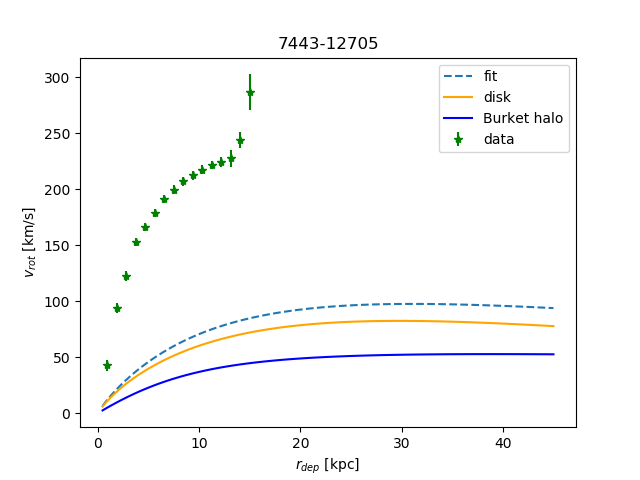 7443-12705
300
250
200
150
100
50
0
v_rot [km/s]
fit
disk
Burket halo
data
0 10 20 30 40
r_dep [kpc]